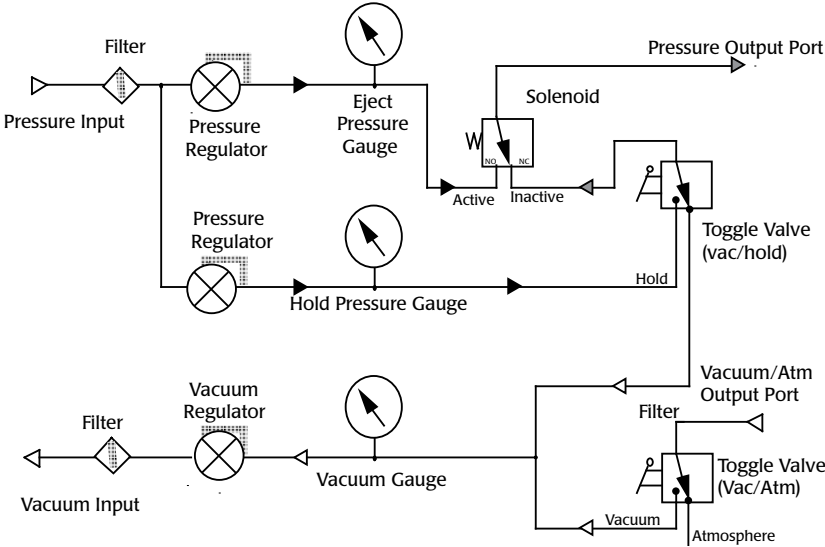 Filter
Pressure Output Port
Pressure Input
Pressure
Regulator
Eject
Pressure
Gauge
Solenoid
NO
NC
Active
Inactive
Pressure
Regulator
Toggle Valve
(vac/hold)
Hold
Hold Pressure Gauge
Vacuum
Regulator
Vacuum/Atm
Output Port
Filter
Filter
Vacuum Gauge
Toggle Valve
(Vac/Atm)
Vacuum Input
Vacuum
Atmosphere